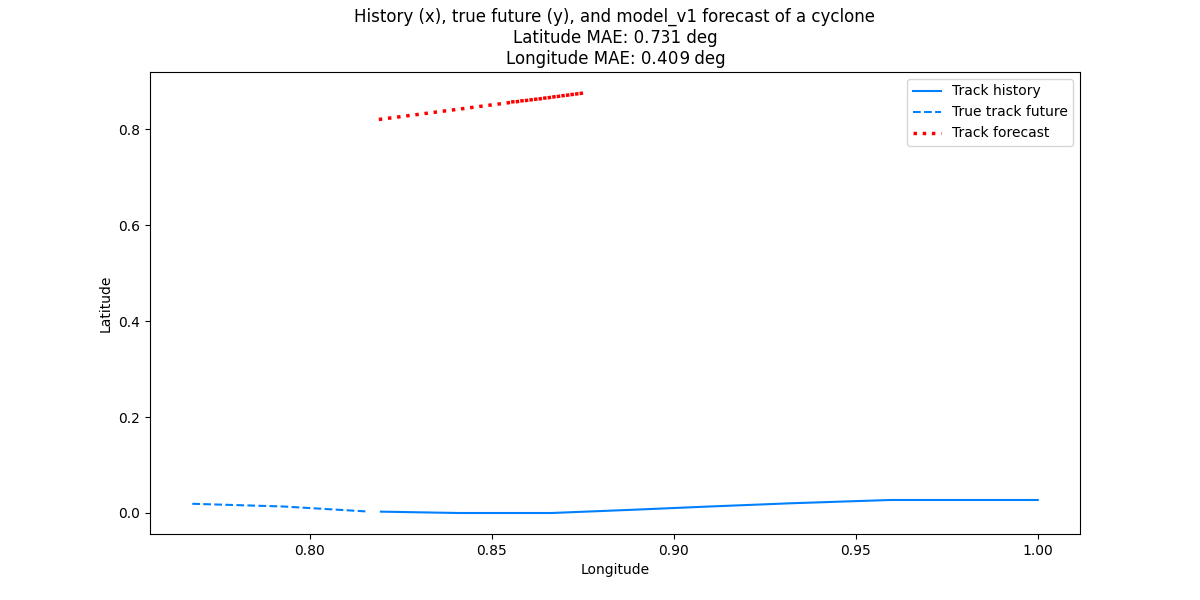 History (x), true future (y), and model_v1 forecast of a cyclone
Latitude MAE: 0.731 deg
Longitude MAE: 0.409 deg
Track history
True track future
Track forecast
0.8
0.6
0.4
0.2
0.0
Latitude
0.80
0.85
0.90
0.95
1.00
Longitude